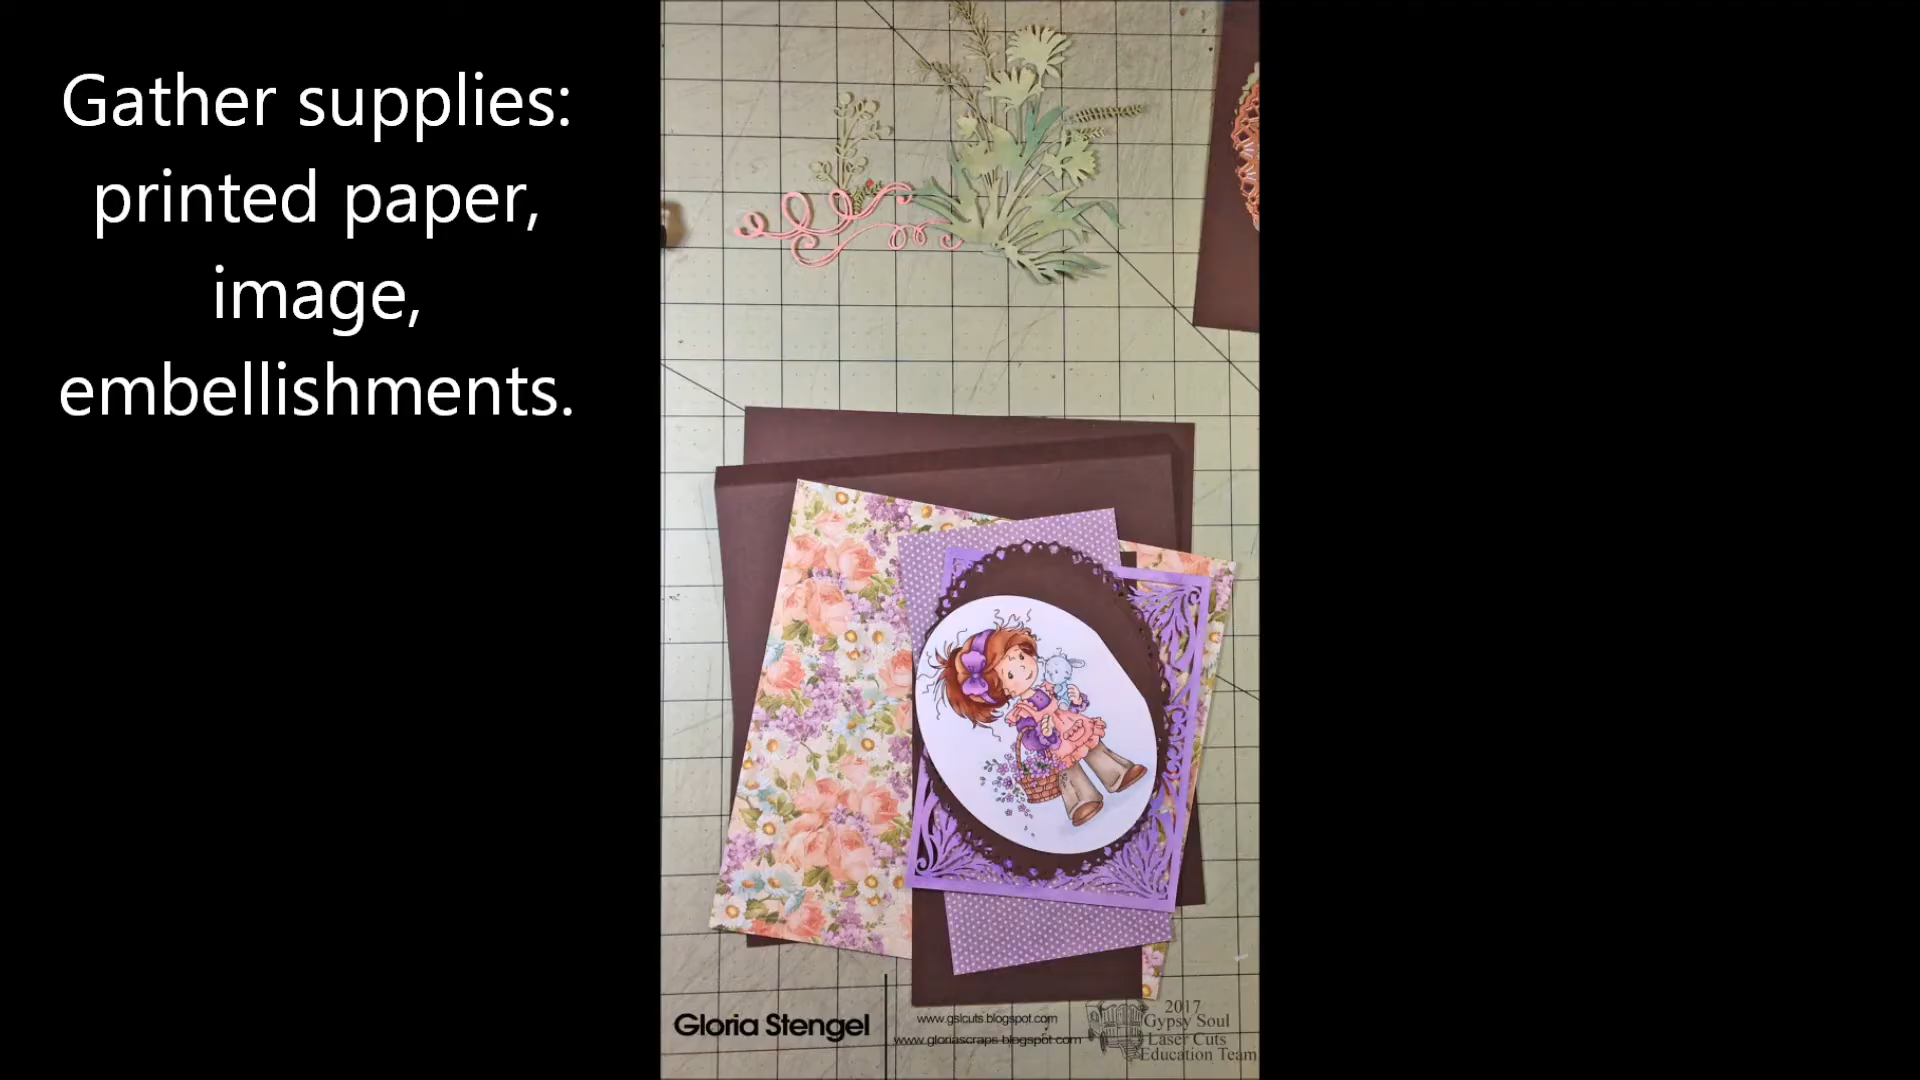 Gather supplies:
printed paper,
image,
embellishments.
Gloria Stengel
www.gslcuts.blogspot.com
www.gloriascraps.blogspot.com
2017
Gypsy Soul
Laser Cuts
Education Team